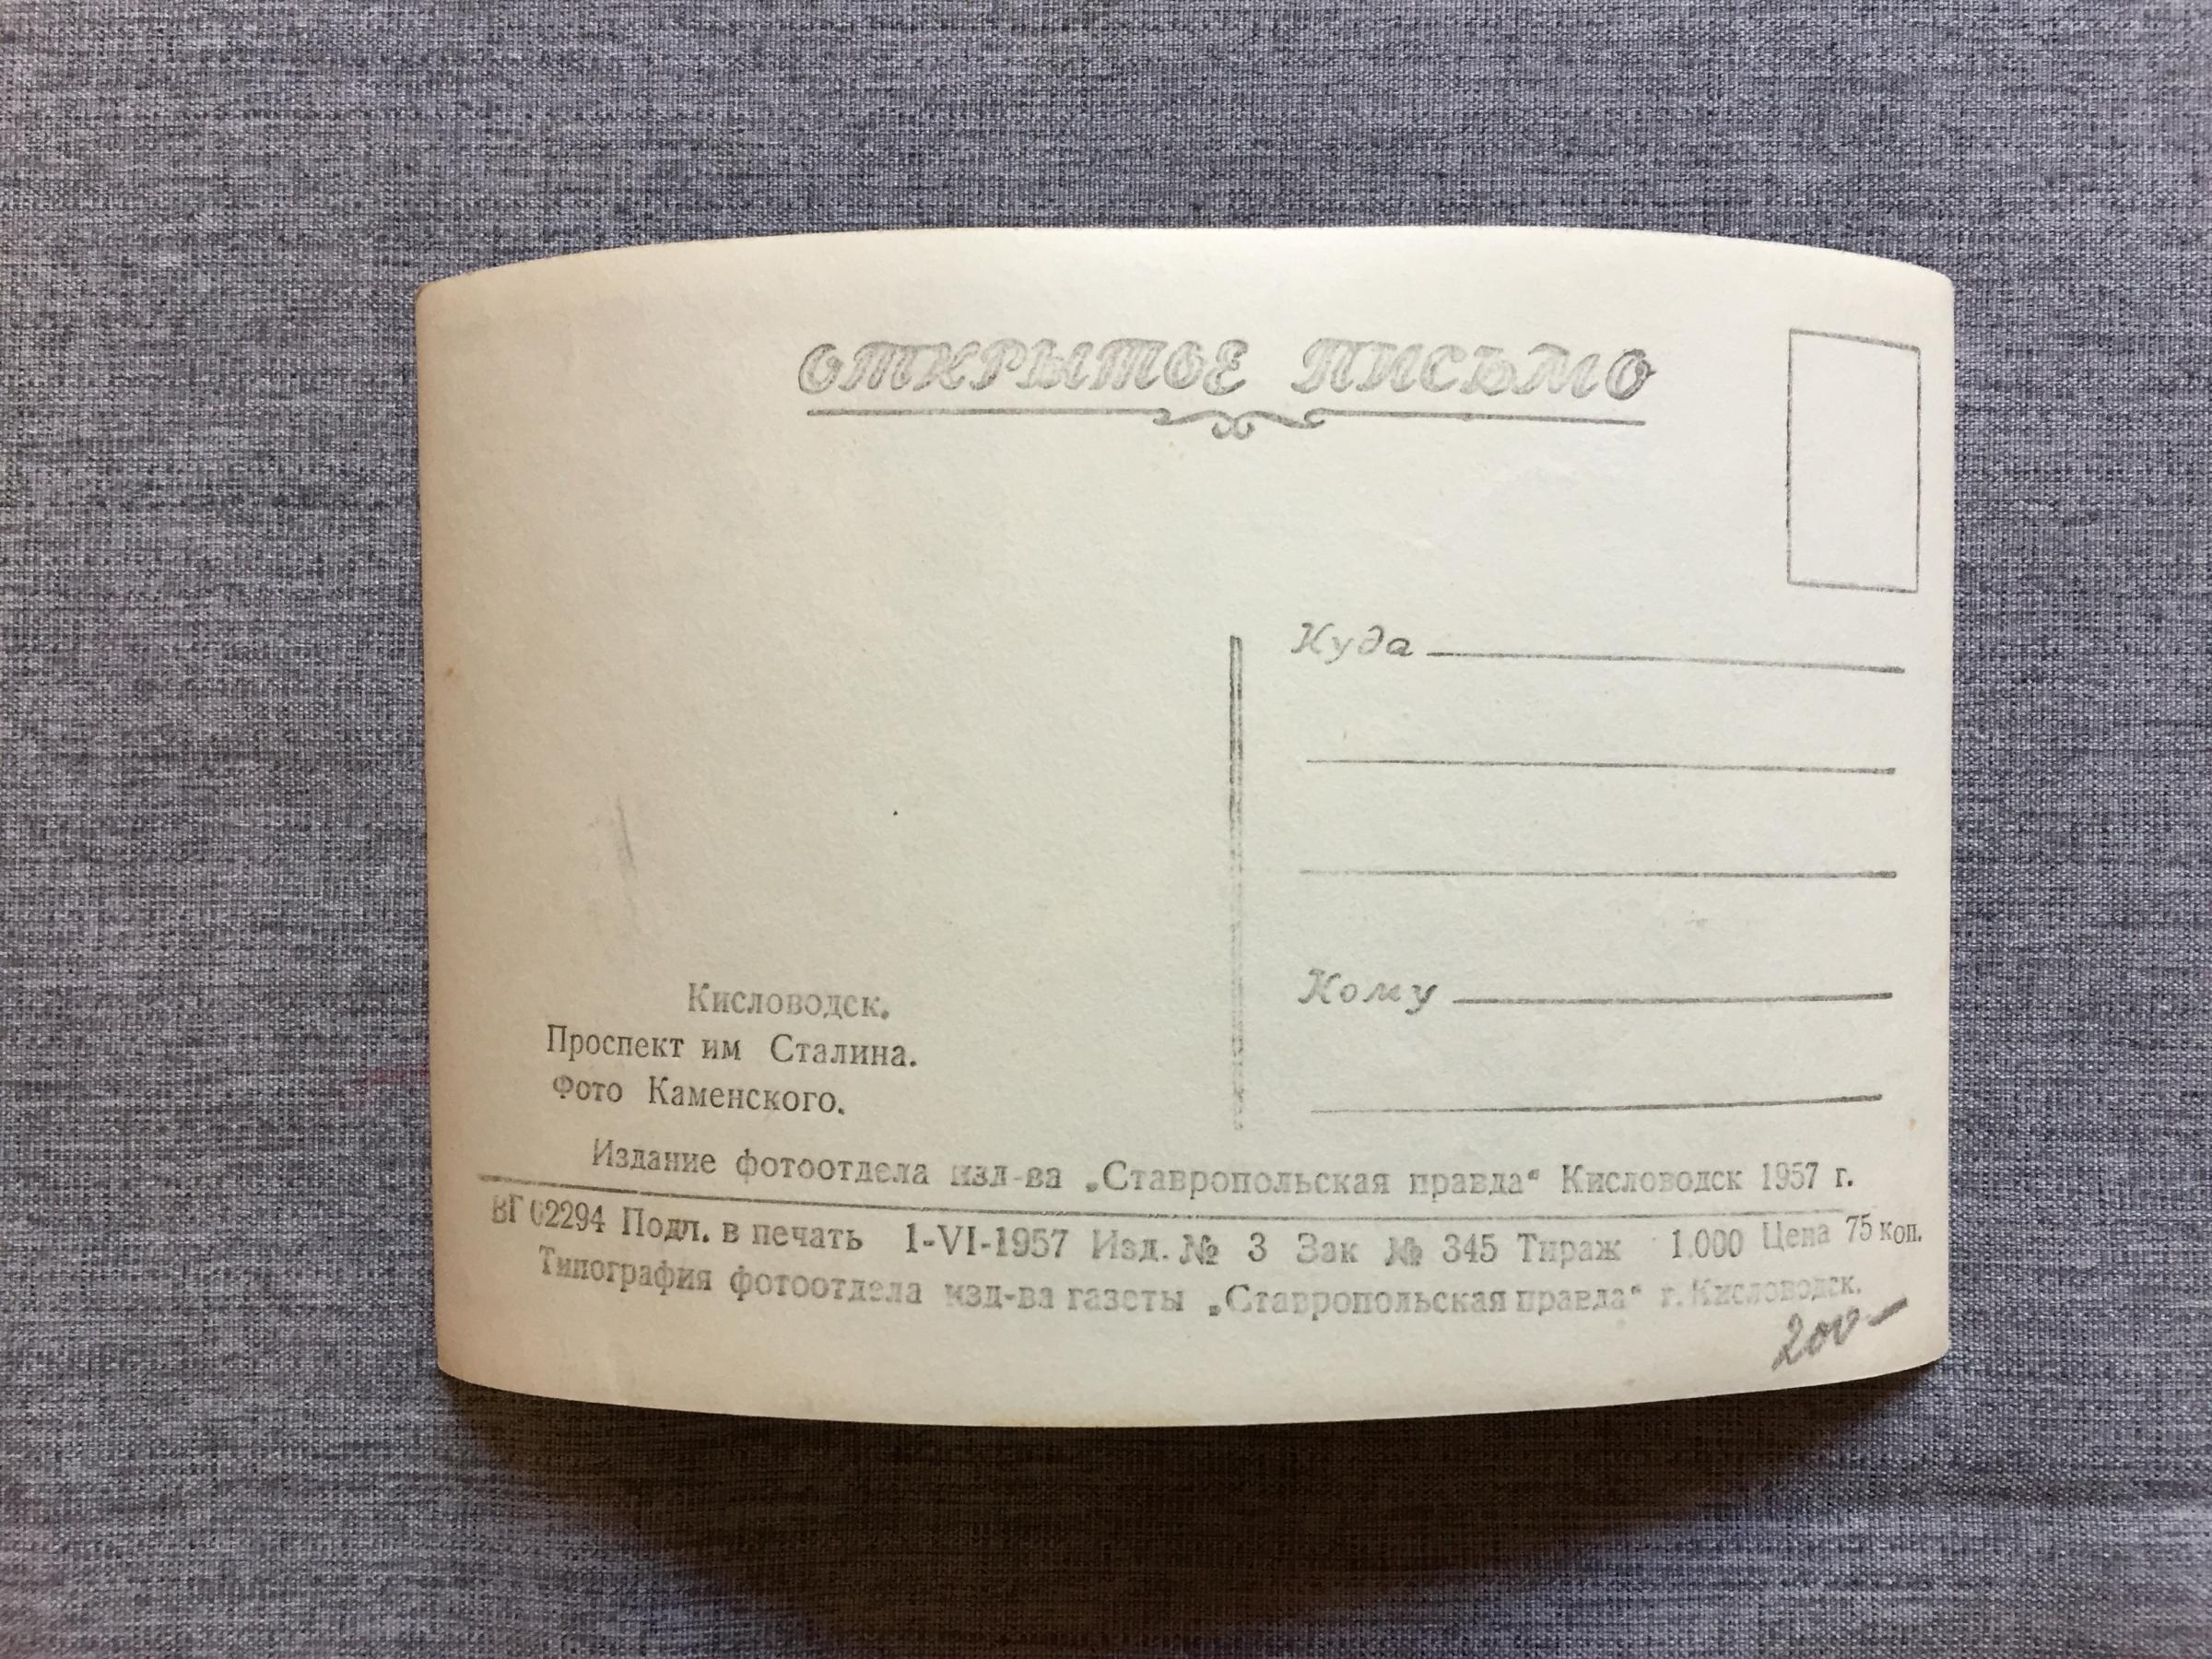 ОТКРЫТОЕ ПИСЬМО
Куда
Кому
Кисловодск.
Проспект им Сталина.
Фото Каменского.
Издание фотоотдела изд-ва „Ставропольская правда“ Кисловодск 1957 г.
ВГ 02294 Подп. в печать 1-VI-1957 Изд. № 3 Зак № 345 Тираж 1.000 Цена 75 коп.
Типография фотоотдела изд-ва газеты „Ставропольская правда“ г. Кисловодск.
200-